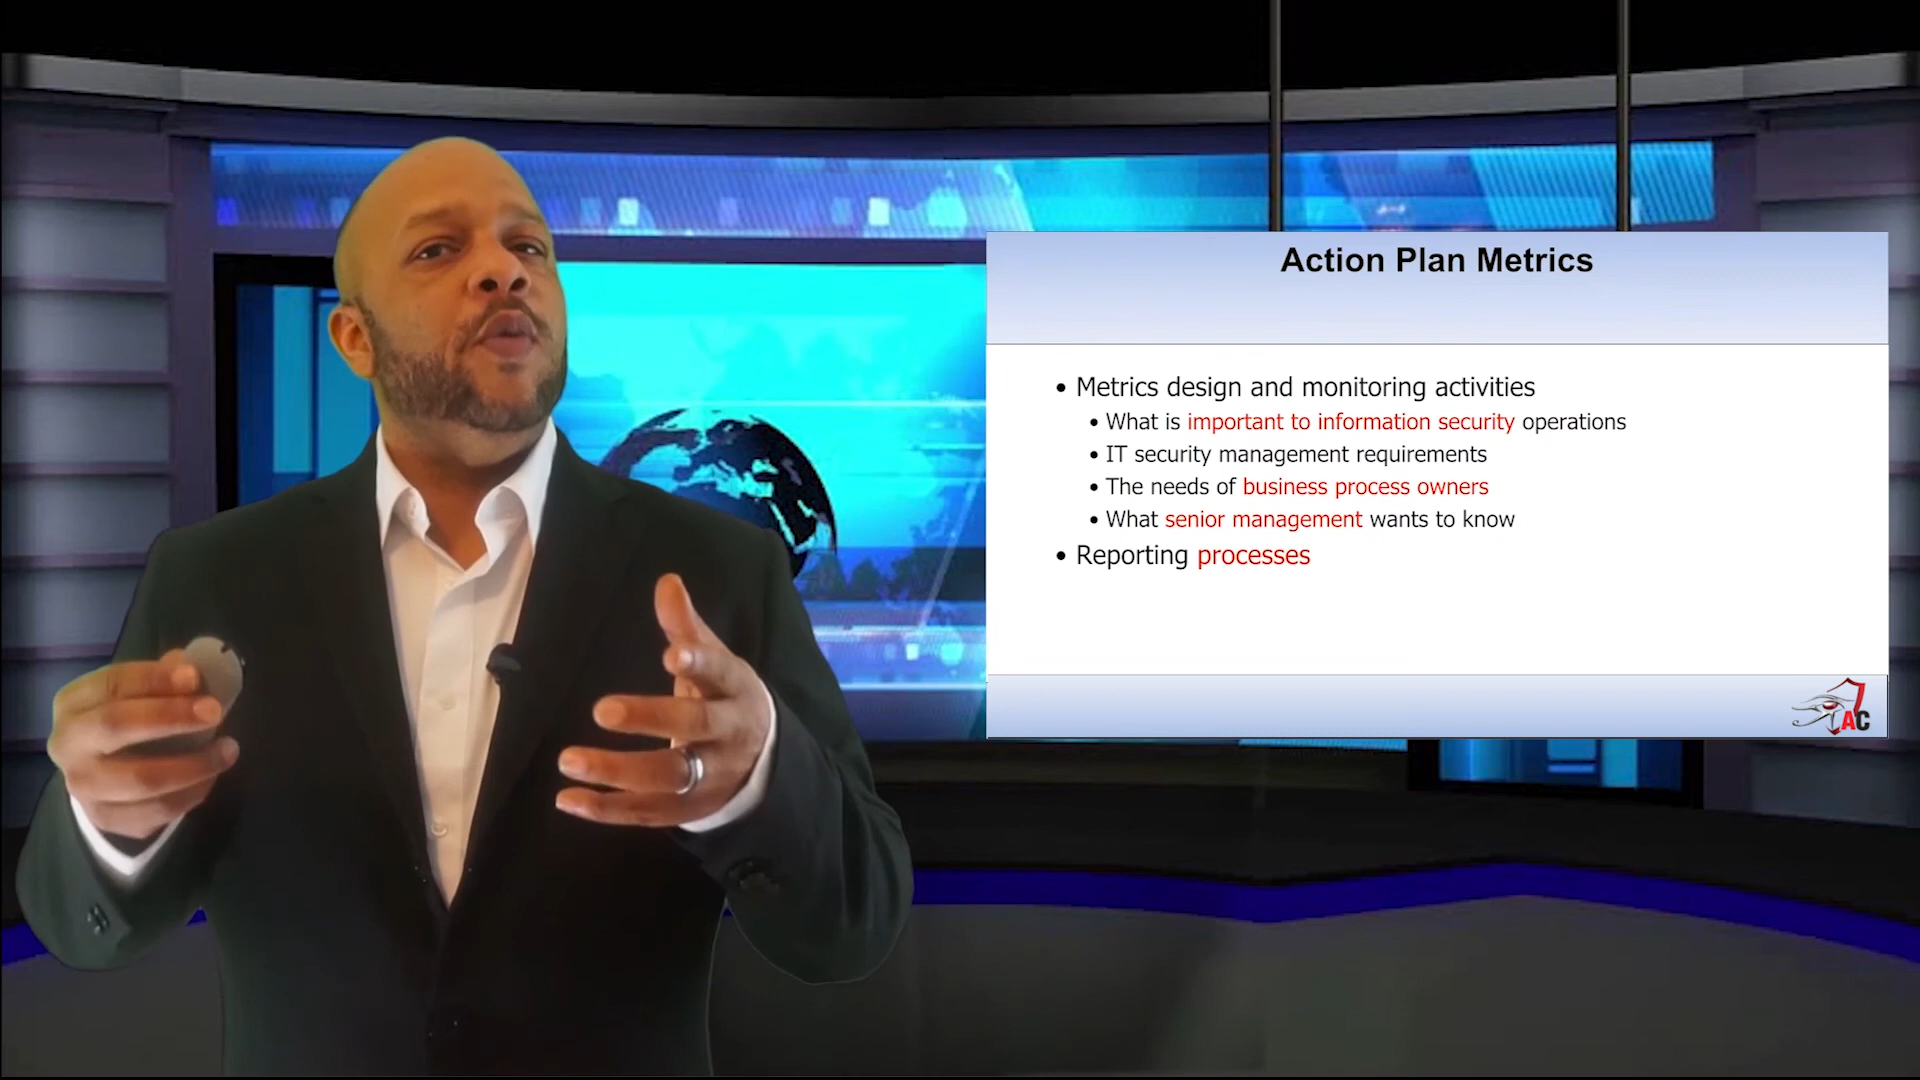 Action Plan Metrics
• Metrics design and monitoring activities
• What is important to information security operations
• IT security management requirements
• The needs of business process owners
• What senior management wants to know
• Reporting processes
AC